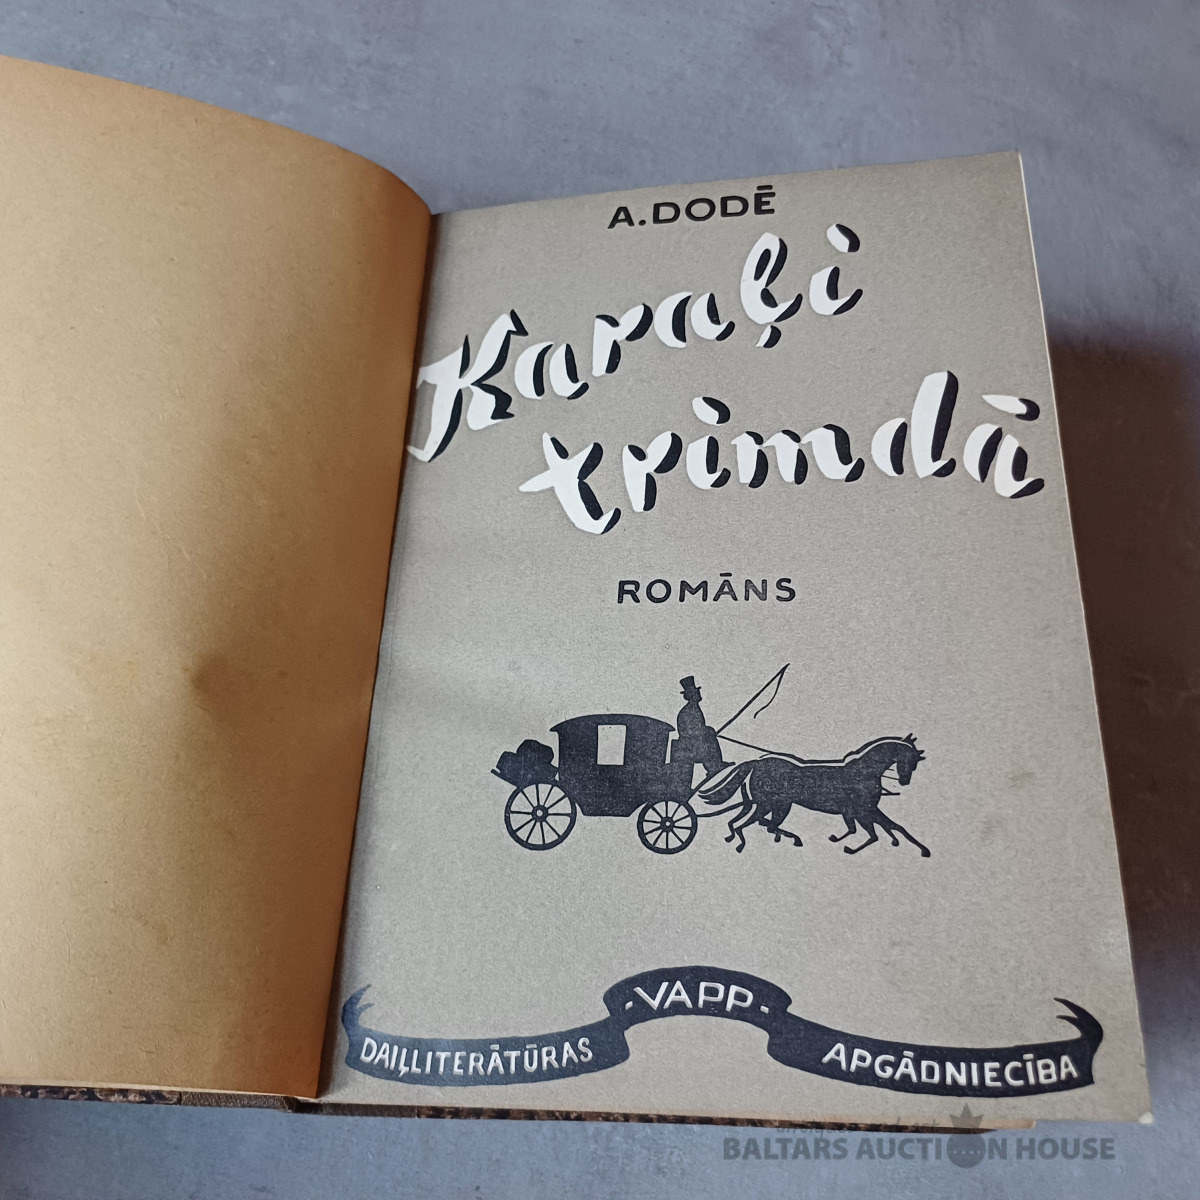 A.DODĒ
Karaļi
trimdā
ROMĀNS
·VAPP·
DAIĻLITERĀTŪRAS APGĀDNIECĪBA
BALTARS AUCTION HOUSE